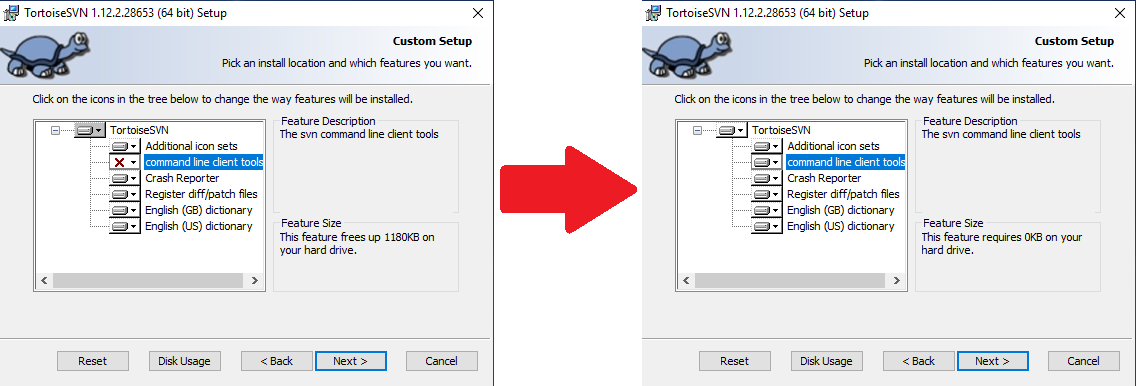 TortoiseSVN 1.12.2.28653 (64 bit) Setup
Custom Setup
Pick an install location and which features you want.
Click on the icons in the tree below to change the way features will be installed.
TortoiseSVN
Additional icon sets
command line client tools
Crash Reporter
Register diff/patch files
English (GB) dictionary
English (US) dictionary
Feature Description
The svn command line client tools
Feature Size
This feature frees up 1180KB on
your hard drive.
Reset
Disk Usage
< Back
Next >
Cancel
TortoiseSVN 1.12.2.28653 (64 bit) Setup
Custom Setup
Pick an install location and which features you want.
Click on the icons in the tree below to change the way features will be installed.
TortoiseSVN
Additional icon sets
command line client tools
Crash Reporter
Register diff/patch files
English (GB) dictionary
English (US) dictionary
Feature Description
The svn command line client tools
Feature Size
This feature requires 0KB on your
hard drive.
Reset
Disk Usage
< Back
Next >
Cancel